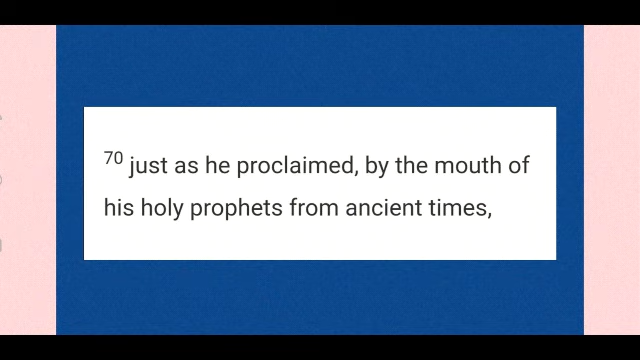 70 just as he proclaimed, by the mouth of
his holy prophets from ancient times,